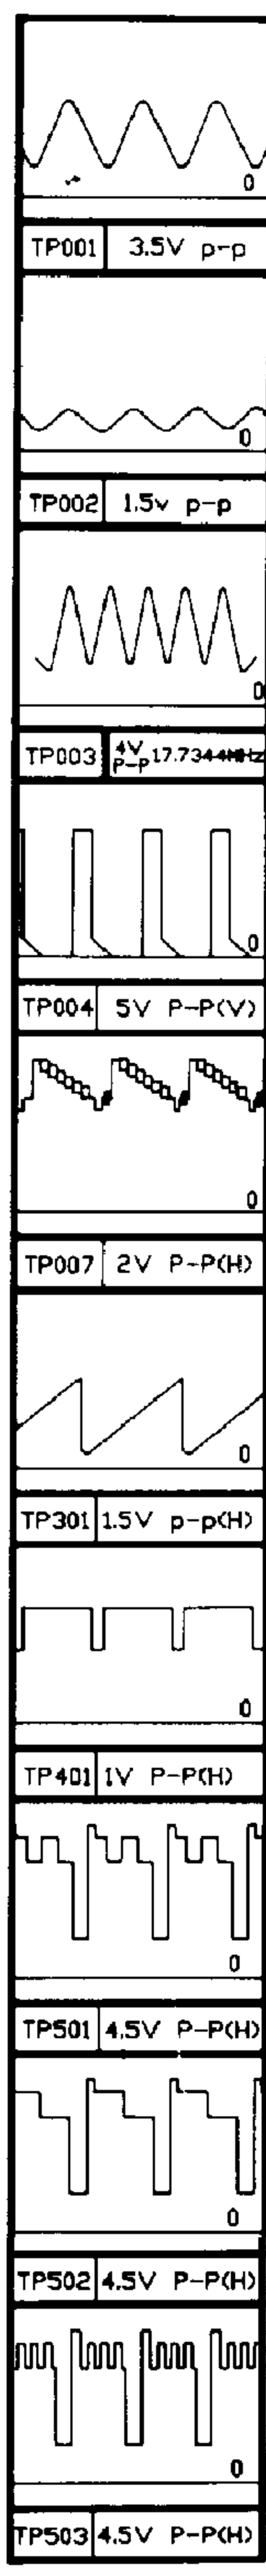 0
TP001 3.5V p-p
0
TP002 1.5v p-p
0
TP003 4V P-P 17.7344MHz
0
TP004 5V P-P(V)
0
TP007 2V P-P(H)
0
TP301 1.5V p-p(H)
0
TP401 1V P-P(H)
0
TP501 4.5V P-P(H)
0
TP502 4.5V P-P(H)
0
TP503 4.5V P-P(H)